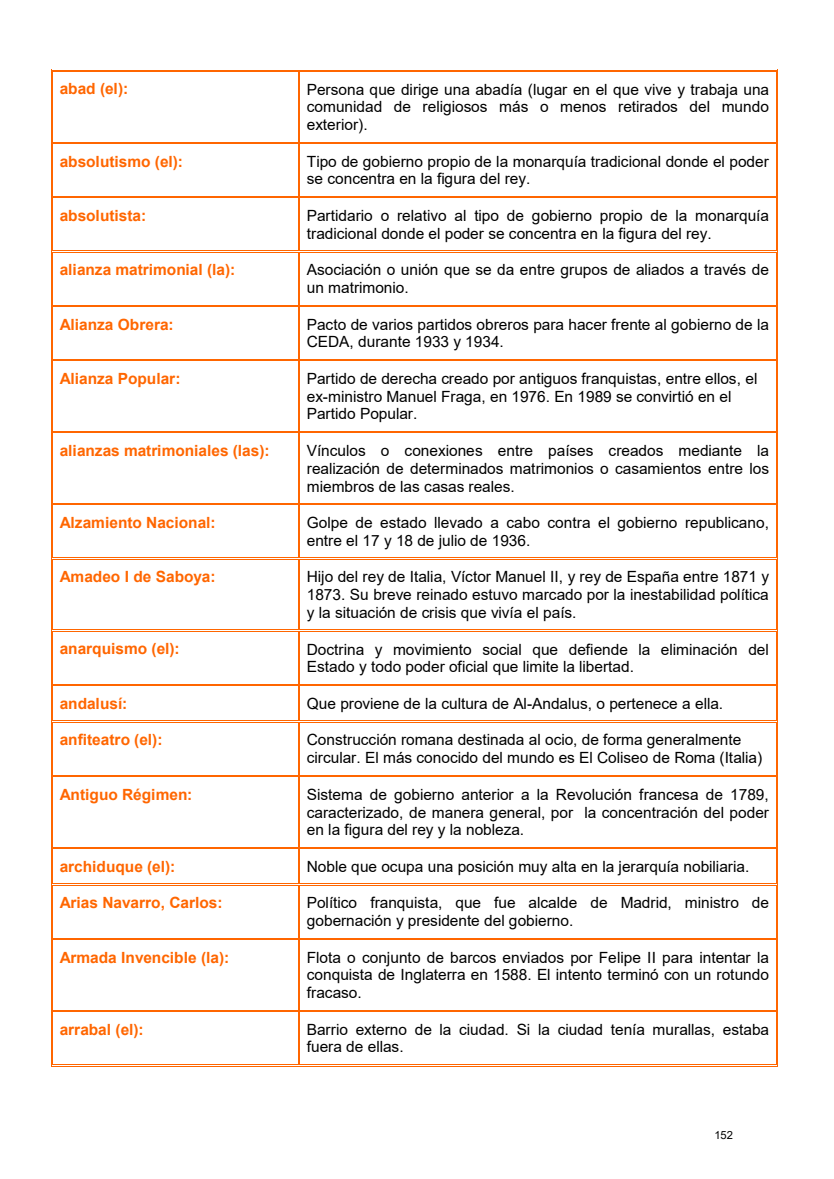 abad (el):
Persona que dirige una abadía (lugar en el que vive y trabaja una
comunidad de religiosos más o menos retirados del mundo
exterior).
absolutismo (el):
Tipo de gobierno propio de la monarquía tradicional donde el poder
se concentra en la figura del rey.
absolutista:
Partidario o relativo al tipo de gobierno propio de la monarquía
tradicional donde el poder se concentra en la figura del rey.
alianza matrimonial (la):
Asociación o unión que se da entre grupos de aliados a través de
un matrimonio.
Alianza Obrera:
Pacto de varios partidos obreros para hacer frente al gobierno de la
CEDA, durante 1933 y 1934.
Alianza Popular:
Partido de derecha creado por antiguos franquistas, entre ellos, el
ex-ministro Manuel Fraga, en 1976. En 1989 se convirtió en el
Partido Popular.
alianzas matrimoniales (las):
Vínculos o conexiones entre países creados mediante la
realización de determinados matrimonios o casamientos entre los
miembros de las casas reales.
Alzamiento Nacional:
Golpe de estado llevado a cabo contra el gobierno republicano,
entre el 17 y 18 de julio de 1936.
Amadeo I de Saboya:
Hijo del rey de Italia, Víctor Manuel II, y rey de España entre 1871 y
1873. Su breve reinado estuvo marcado por la inestabilidad política
y la situación de crisis que vivía el país.
anarquismo (el):
Doctrina y movimiento social que defiende la eliminación del
Estado y todo poder oficial que limite la libertad.
andalusí:
Que proviene de la cultura de Al-Andalus, o pertenece a ella.
anfiteatro (el):
Construcción romana destinada al ocio, de forma generalmente
circular. El más conocido del mundo es El Coliseo de Roma (Italia)
Antiguo Régimen:
Sistema de gobierno anterior a la Revolución francesa de 1789,
caracterizado, de manera general, por la concentración del poder
en la figura del rey y la nobleza.
archiduque (el):
Noble que ocupa una posición muy alta en la jerarquía nobiliaria.
Arias Navarro, Carlos:
Político franquista, que fue alcalde de Madrid, ministro de
gobernación y presidente del gobierno.
Armada Invencible (la):
Flota o conjunto de barcos enviados por Felipe II para intentar la
conquista de Inglaterra en 1588. El intento terminó con un rotundo
fracaso.
arrabal (el):
Barrio externo de la ciudad. Si la ciudad tenía murallas, estaba
fuera de ellas.
152